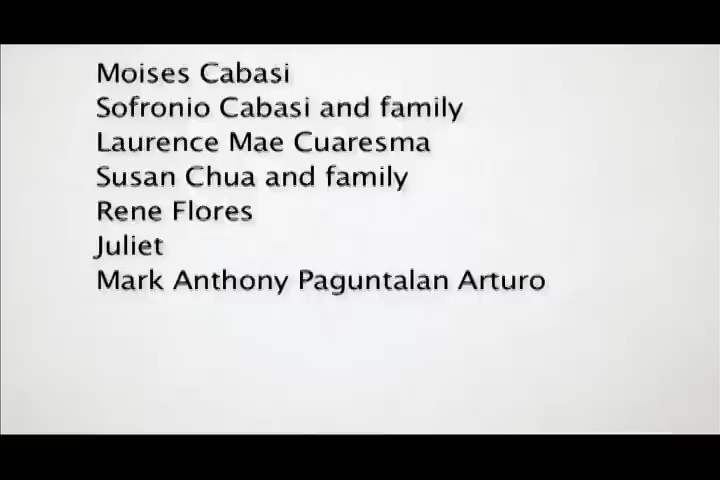 Moises Cabasi
Sofronio Cabasi and family
Laurence Mae Cuaresma
Susan Chua and family
Rene Flores
Juliet
Mark Anthony Paguntalan Arturo